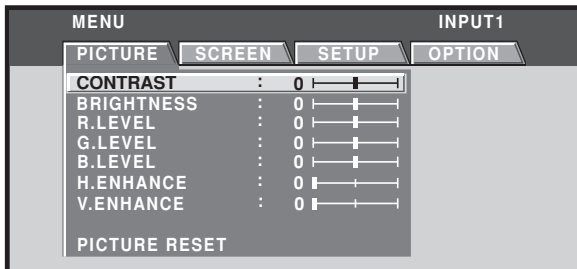 MENU INPUT1
PICTURE SCREEN SETUP OPTION
CONTRAST : 0
BRIGHTNESS : 0
R.LEVEL : 0
G.LEVEL : 0
B.LEVEL : 0
H.ENHANCE : 0
V.ENHANCE : 0
PICTURE RESET